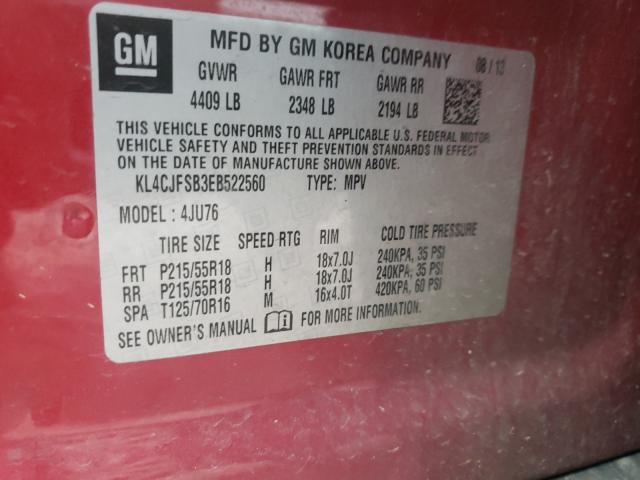 GM MFD BY GM KOREA COMPANY 08 / 13
GVWR GAWR FRT GAWR RR
4409 LB 2348 LB 2194 LB
THIS VEHICLE CONFORMS TO ALL APPLICABLE U.S. FEDERAL MOTOR
VEHICLE SAFETY AND THEFT PREVENTION STANDARDS IN EFFECT
ON THE DATE OF MANUFACTURE SHOWN ABOVE.
KL4CJFSB3EB522560 TYPE: MPV
MODEL : 4JU76
TIRE SIZE SPEED RTG RIM COLD TIRE PRESSURE
FRT P215/55R18 H 18x7.0J 240KPA, 35 PSI
RR P215/55R18 H 18x7.0J 240KPA, 35 PSI
SPA T125/70R16 M 16x4.0T 420KPA, 60 PSI
SEE OWNER'S MANUAL i FOR MORE INFORMATION.